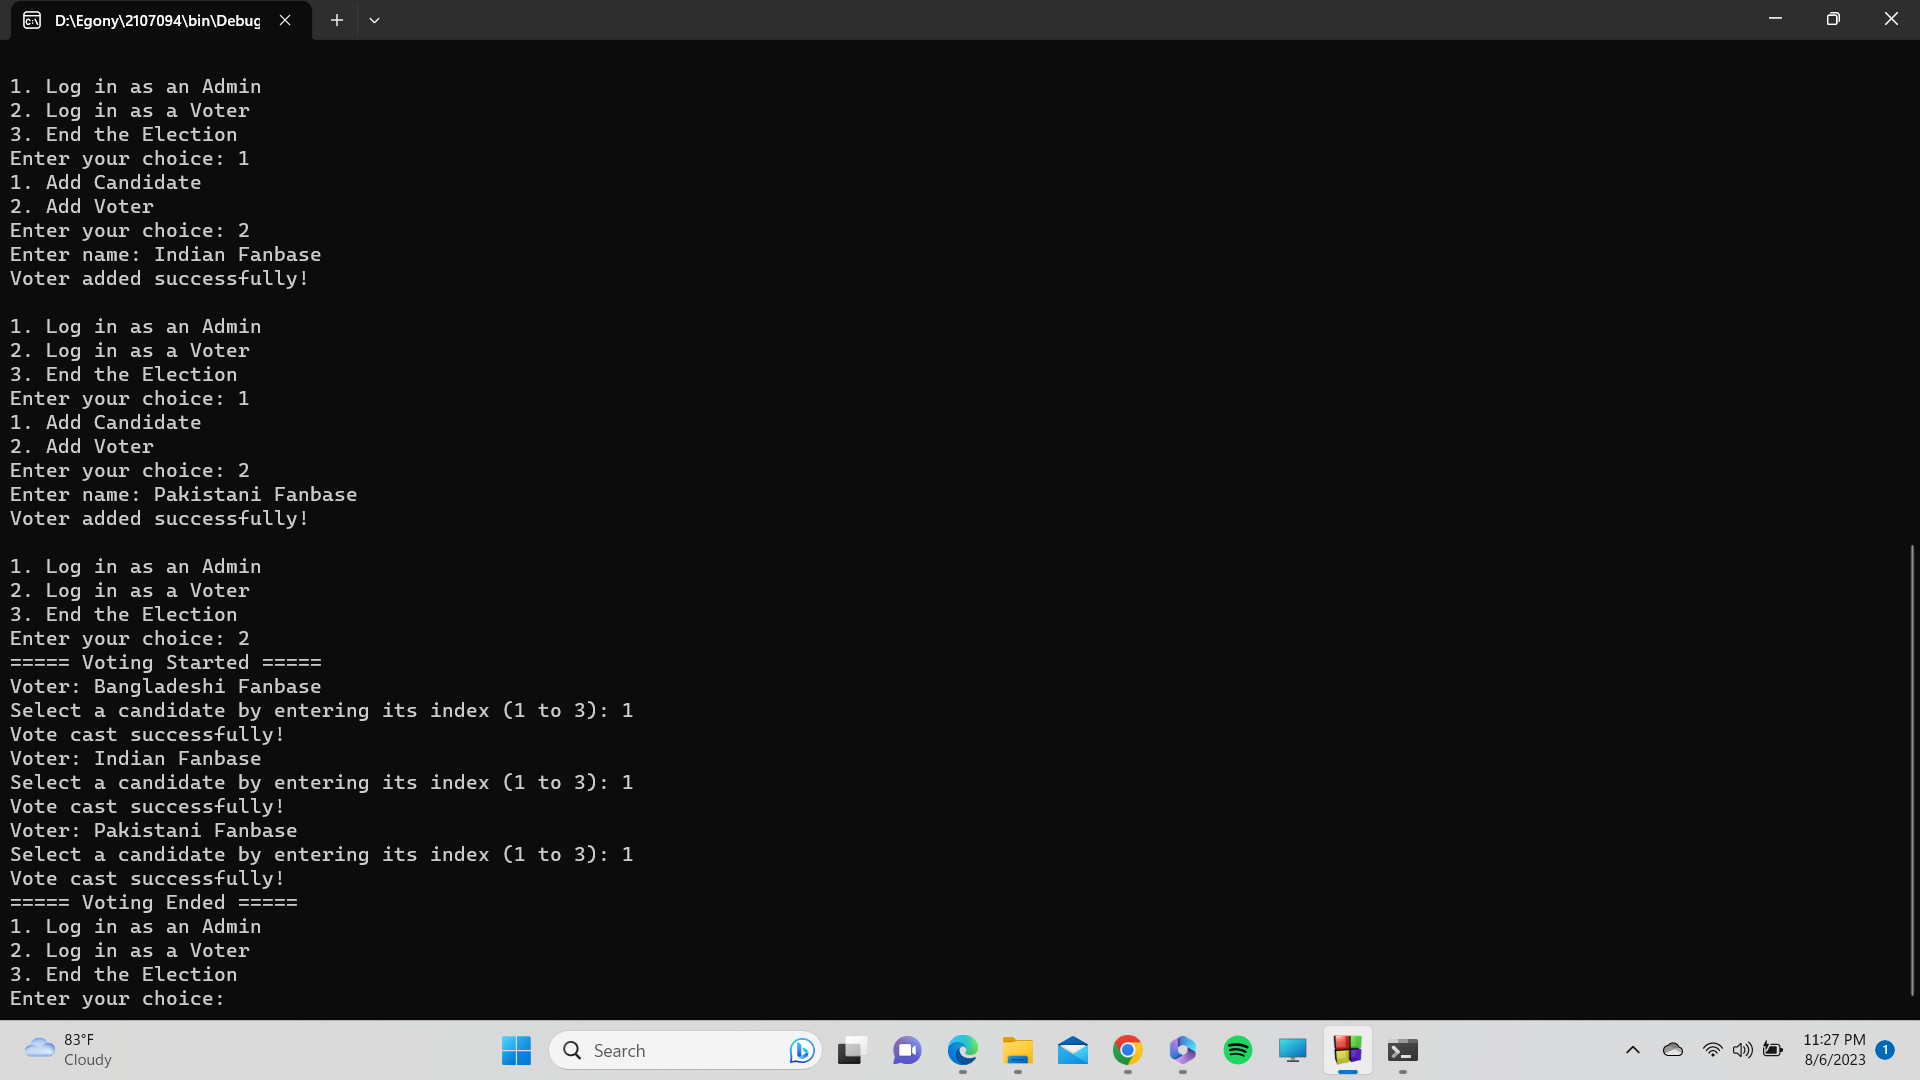 D:\Egony\2107094\bin\Debug
1. Log in as an Admin
2. Log in as a Voter
3. End the Election
Enter your choice: 1
1. Add Candidate
2. Add Voter
Enter your choice: 2
Enter name: Indian Fanbase
Voter added successfully!
1. Log in as an Admin
2. Log in as a Voter
3. End the Election
Enter your choice: 1
1. Add Candidate
2. Add Voter
Enter your choice: 2
Enter name: Pakistani Fanbase
Voter added successfully!
1. Log in as an Admin
2. Log in as a Voter
3. End the Election
Enter your choice: 2
===== Voting Started =====
Voter: Bangladeshi Fanbase
Select a candidate by entering its index (1 to 3): 1
Vote cast successfully!
Voter: Indian Fanbase
Select a candidate by entering its index (1 to 3): 1
Vote cast successfully!
Voter: Pakistani Fanbase
Select a candidate by entering its index (1 to 3): 1
Vote cast successfully!
===== Voting Ended =====
1. Log in as an Admin
2. Log in as a Voter
3. End the Election
Enter your choice:
83°F
Cloudy
Search
11:27 PM
8/6/2023
1